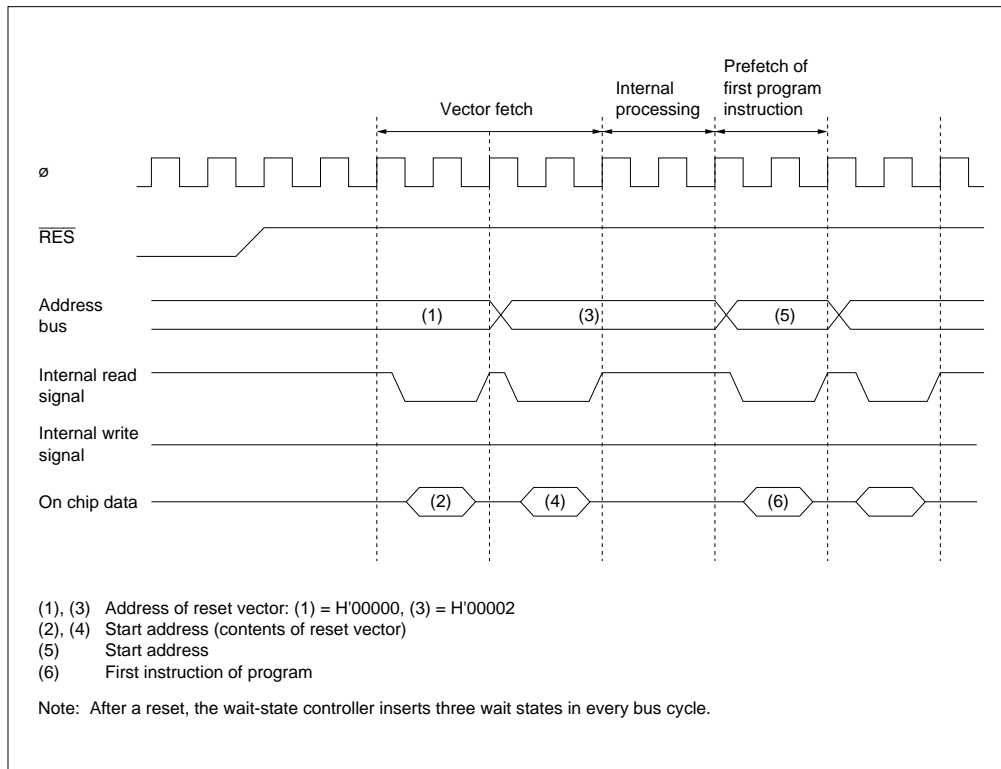 Vector fetch
Internal
processing
Prefetch of
first program
instruction
ø
RES
Address
bus
(1)
(3)
(5)
Internal read
signal
Internal write
signal
On chip data
(2)
(4)
(6)
(1), (3) Address of reset vector: (1) = H'00000, (3) = H'00002
(2), (4) Start address (contents of reset vector)
(5) Start address
(6) First instruction of program
Note: After a reset, the wait-state controller inserts three wait states in every bus cycle.